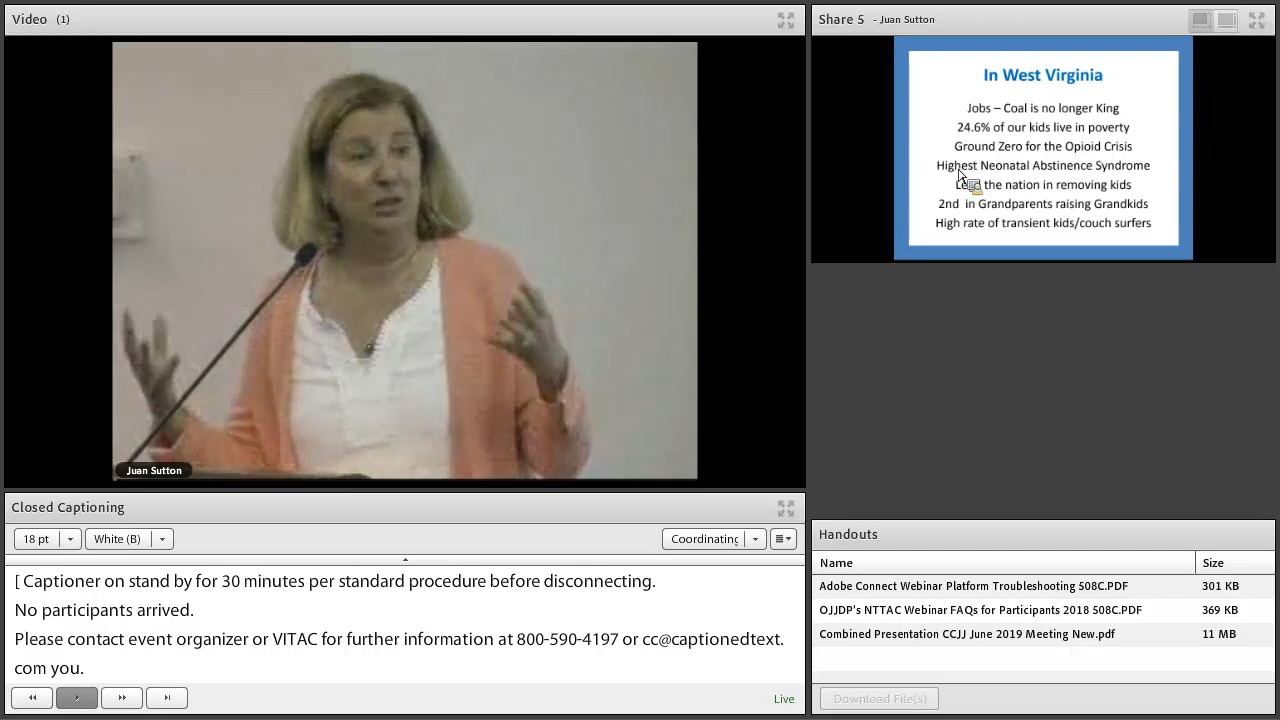 Video (1)
Juan Sutton
Share 5 - Juan Sutton
In West Virginia
Jobs – Coal is no longer King
24.6% of our kids live in poverty
Ground Zero for the Opioid Crisis
Highest Neonatal Abstinence Syndrome
the nation in removing kids
2nd in Grandparents raising Grandkids
High rate of transient kids/couch surfers
Closed Captioning
18 pt
White (B)
Coordinating
[ Captioner on stand by for 30 minutes per standard procedure before disconnecting.
No participants arrived.
Please contact event organizer or VITAC for further information at 800-590-4197 or cc@captionedtext.
com you.
Live
Handouts
Name Size
Adobe Connect Webinar Platform Troubleshooting 508C.PDF 301 KB
OJJDP's NTTAC Webinar FAQs for Participants 2018 508C.PDF 369 KB
Combined Presentation CCJJ June 2019 Meeting New.pdf 11 MB
Download File(s)